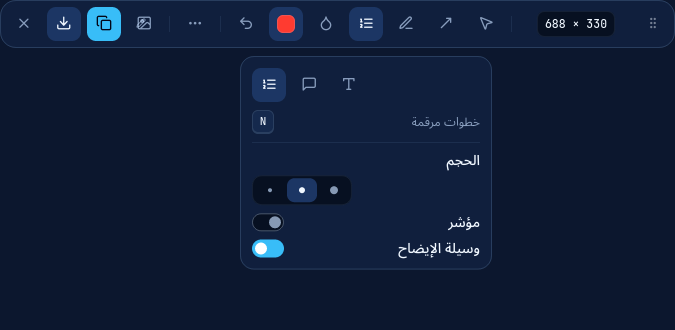 688 × 330
خطوات مرقمة
N
الحجم
مؤشر
وسيلة الإيضاح